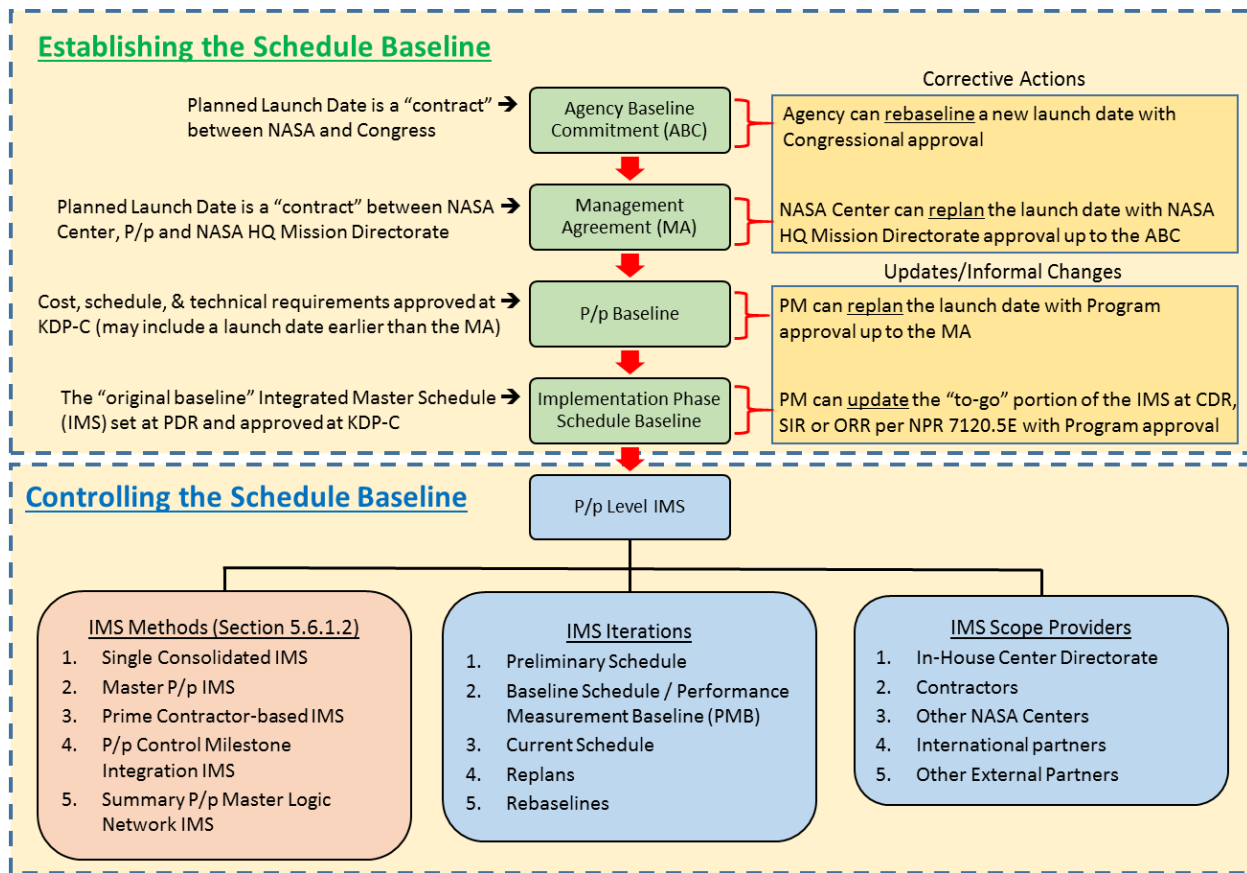 Establishing the Schedule Baseline
Corrective Actions
Planned Launch Date is a “contract” ➔
between NASA and Congress
Agency Baseline
Commitment (ABC)
Agency can rebaseline a new launch date with
Congressional approval
Planned Launch Date is a “contract” between NASA ➔
Center, P/p and NASA HQ Mission Directorate
Management
Agreement (MA)
NASA Center can replan the launch date with NASA
HQ Mission Directorate approval up to the ABC
Updates/Informal Changes
Cost, schedule, & technical requirements approved at ➔
KDP-C (may include a launch date earlier than the MA)
P/p Baseline
PM can replan the launch date with Program
approval up to the MA
The “original baseline” Integrated Master Schedule ➔
(IMS) set at PDR and approved at KDP-C
Implementation Phase
Schedule Baseline
PM can update the “to-go” portion of the IMS at CDR,
SIR or ORR per NPR 7120.5E with Program approval
Controlling the Schedule Baseline
P/p Level IMS
IMS Methods (Section 5.6.1.2)
1. Single Consolidated IMS
2. Master P/p IMS
3. Prime Contractor-based IMS
4. P/p Control Milestone
Integration IMS
5. Summary P/p Master Logic
Network IMS
IMS Iterations
1. Preliminary Schedule
2. Baseline Schedule / Performance
Measurement Baseline (PMB)
3. Current Schedule
4. Replans
5. Rebaselines
IMS Scope Providers
1. In-House Center Directorate
2. Contractors
3. Other NASA Centers
4. International partners
5. Other External Partners